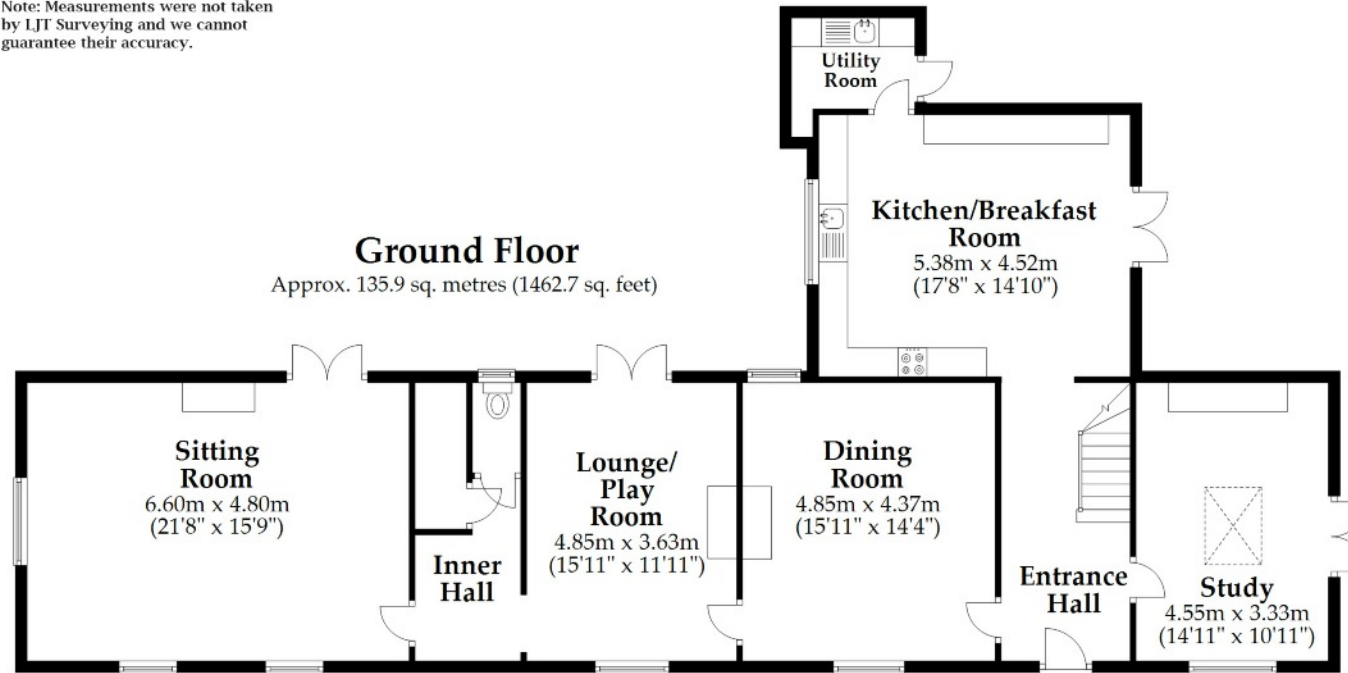 Note: Measurements were not taken
by LJT Surveying and we cannot
guarantee their accuracy.
Utility
Room
Kitchen/Breakfast
Room
5.38m x 4.52m
(17'8" x 14'10")
Ground Floor
Approx. 135.9 sq. metres (1462.7 sq. feet)
Sitting
Room
6.60m x 4.80m
(21'8" x 15'9")
Inner
Hall
Lounge/
Play
Room
4.85m x 3.63m
(15'11" x 11'11")
Dining
Room
4.85m x 4.37m
(15'11" x 14'4")
Entrance
Hall
Study
4.55m x 3.33m
(14'11" x 10'11")